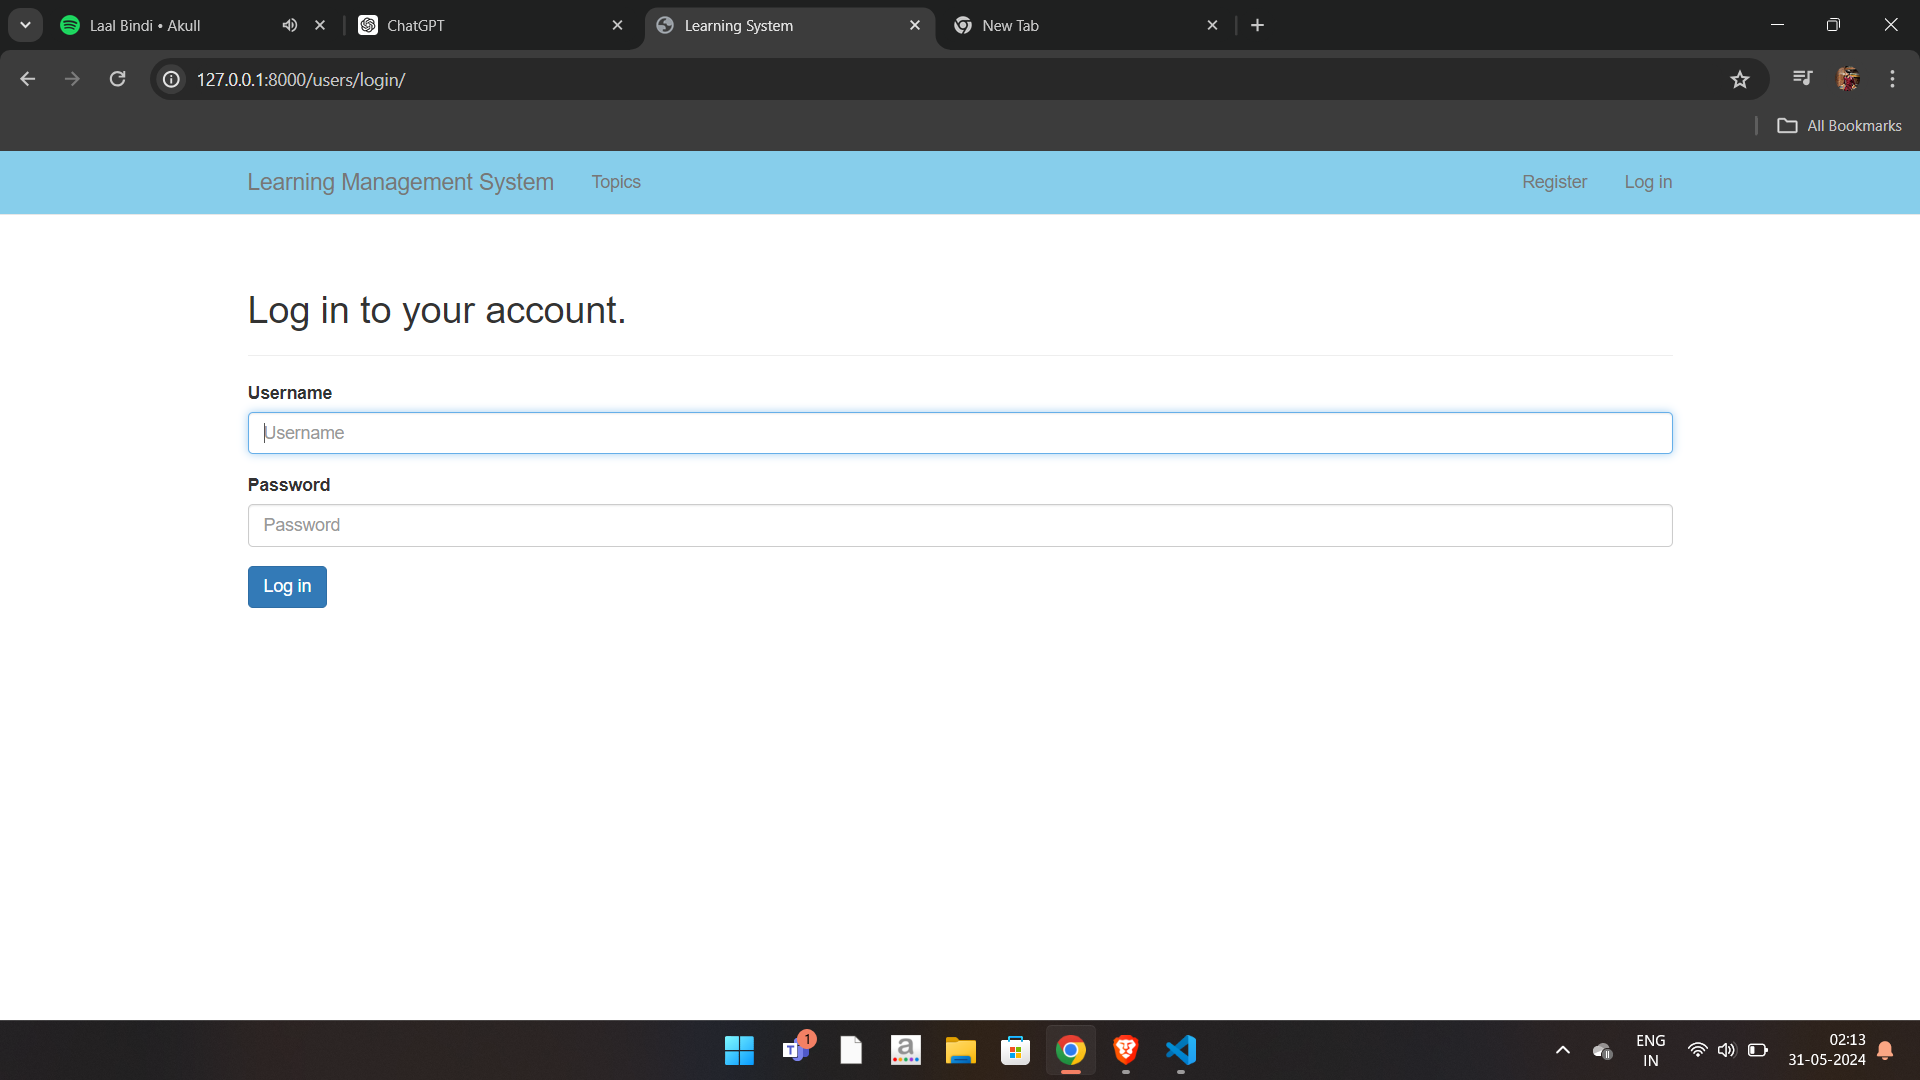 Laal Bindi • Akull
ChatGPT
Learning System
New Tab
127.0.0.1:8000/users/login/
All Bookmarks
Learning Management System
Topics
Register
Log in
Log in to your account.
Username
Username
Password
Password
Log in
1
T
a
ENG
IN
02:13
31-05-2024